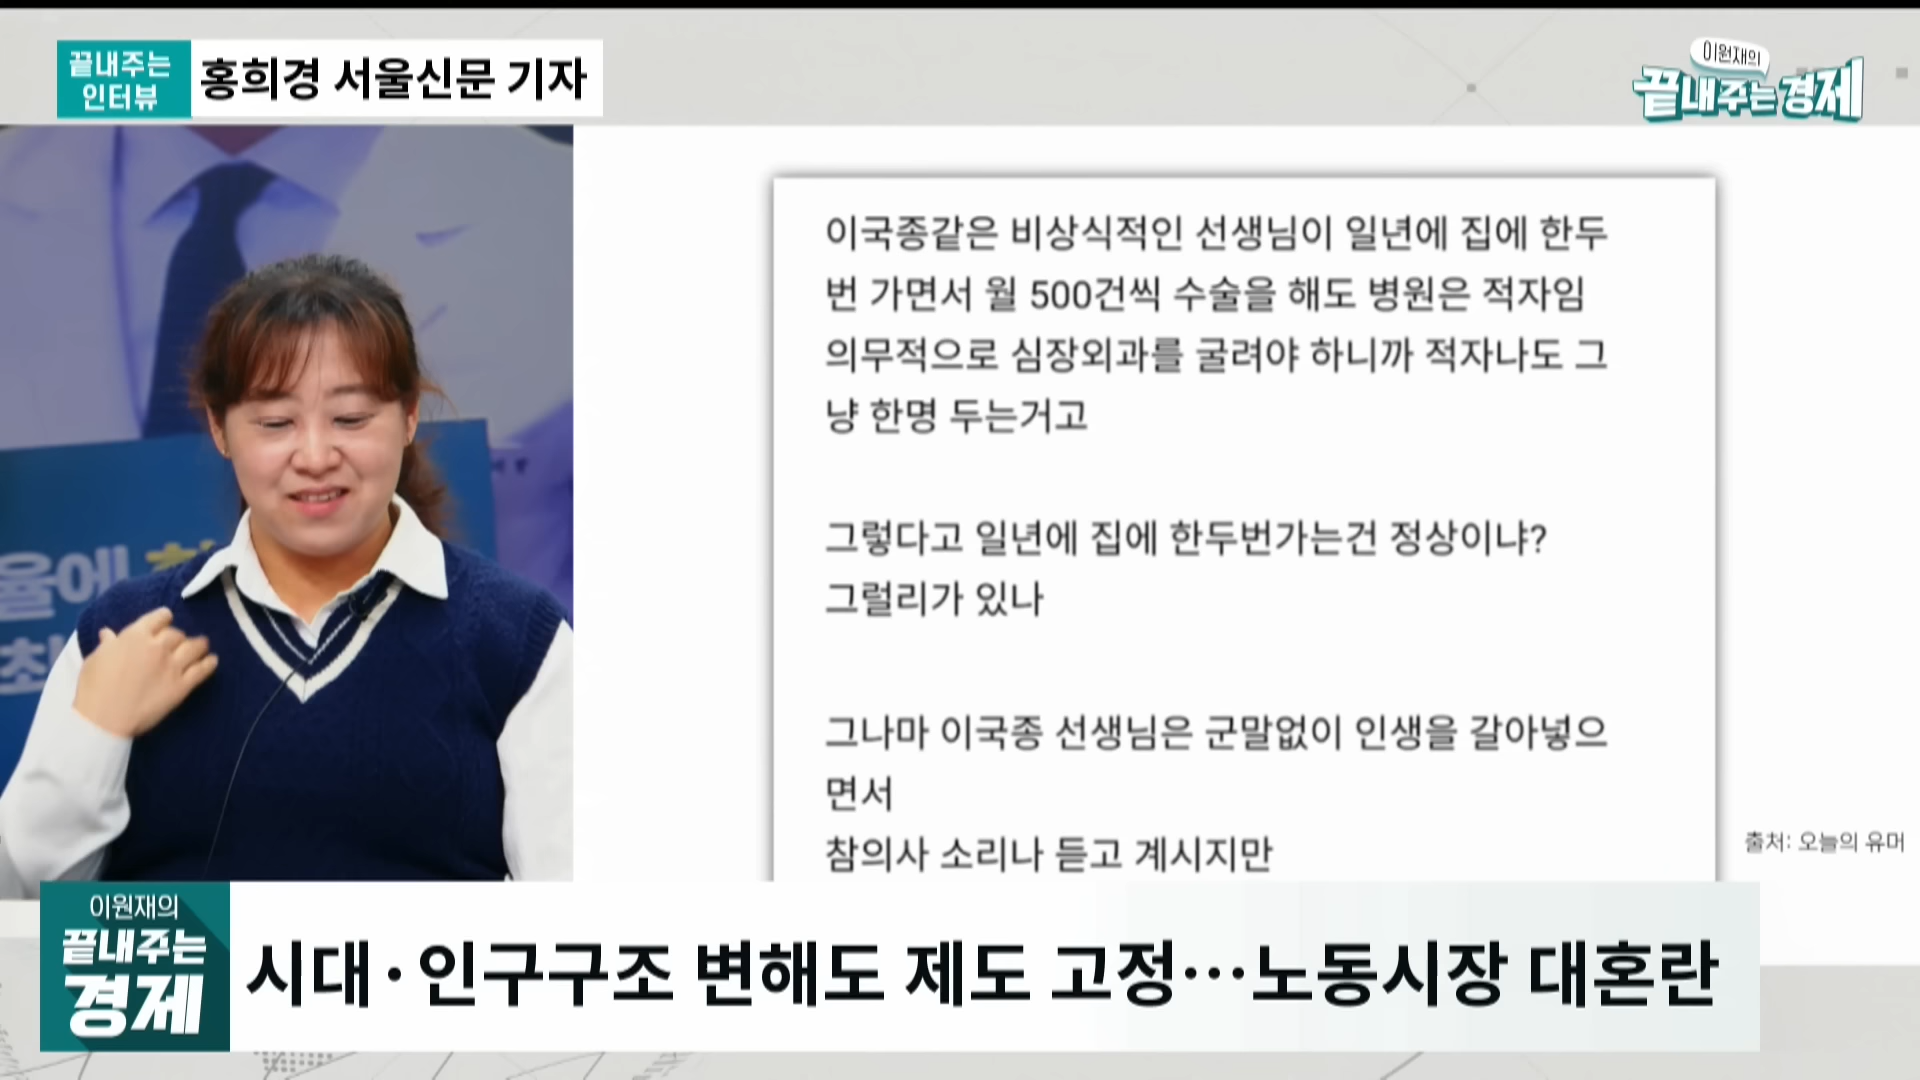 끝내주는
인터뷰
홍희경 서울신문 기자
이원재의
끝내주는 경제
이국종같은 비상식적인 선생님이 일년에 집에 한두
번 가면서 월 500건씩 수술을 해도 병원은 적자임
의무적으로 심장외과를 굴려야 하니까 적자나도 그
냥 한명 두는거고
그렇다고 일년에 집에 한두번가는건 정상이냐?
그럴리가 있나
그나마 이국종 선생님은 군말없이 인생을 갈아넣으
면서
참의사 소리나 듣고 계시지만
출처: 오늘의 유머
율에
이원재의
끝내주는
경제
시대·인구구조 변해도 제도 고정…노동시장 대혼란